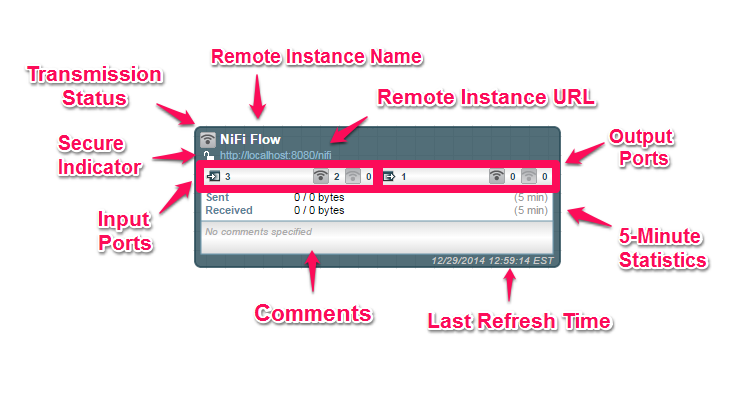 Remote Instance Name
Transmission
Status
Remote Instance URL
NiFi Flow
Secure
Indicator
http://localhost:8080/nifi
Output
Ports
3 2 0 1 0 0
Input
Ports
Sent 0 / 0 bytes (5 min)
Received 0 / 0 bytes (5 min)
No comments specified
5-Minute
Statistics
12/29/2014 12:59:14 EST
Comments
Last Refresh Time